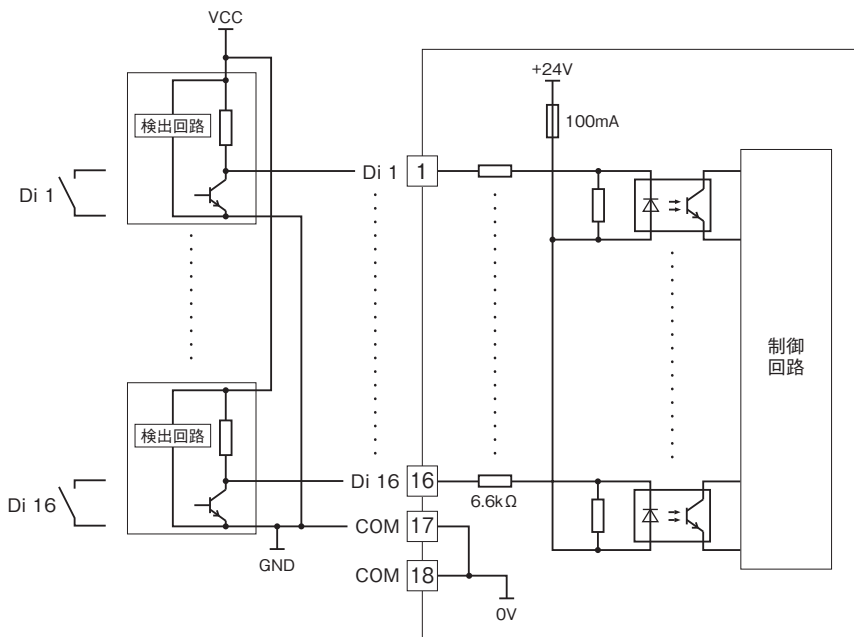 VCC
+24V
100mA
検出回路
Di 1
Di 1
1
制御
回路
検出回路
Di 16
Di 16
16
6.6kΩ
COM
17
GND
COM
18
0V